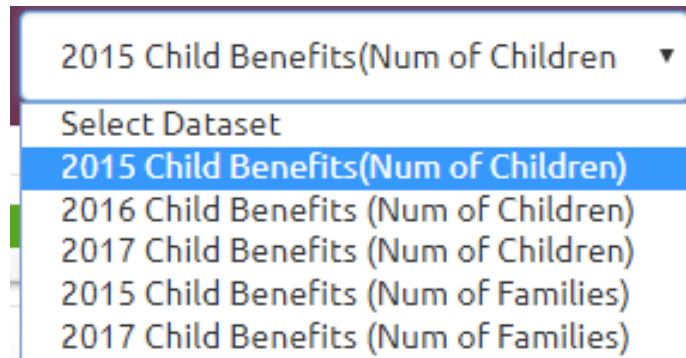 2015 Child Benefits(Num of Children
Select Dataset
2015 Child Benefits(Num of Children)
2016 Child Benefits (Num of Children)
2017 Child Benefits (Num of Children)
2015 Child Benefits (Num of Families)
2017 Child Benefits (Num of Families)